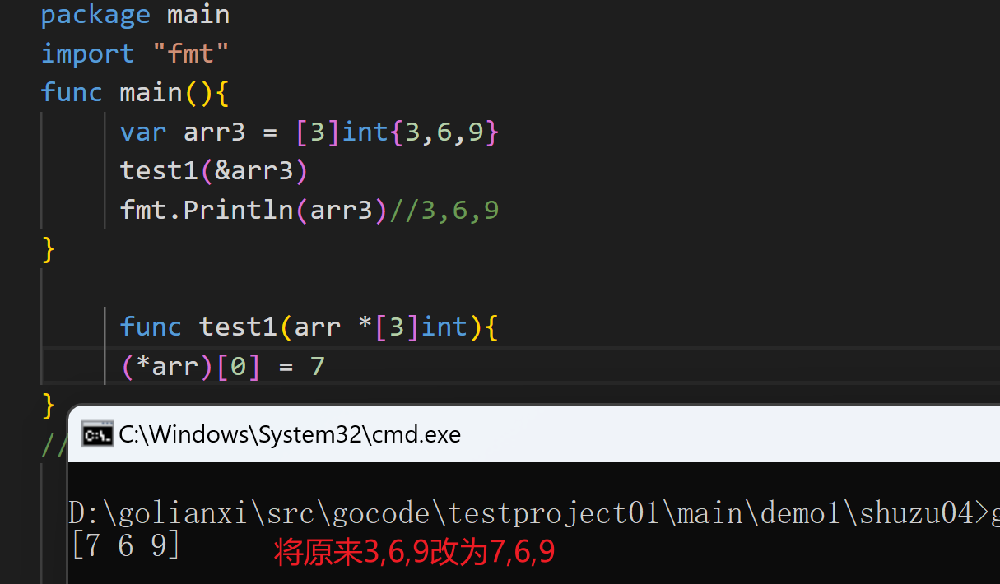 package main
import "fmt"
func main(){
var arr3 = [3]int{3,6,9}
test1(&arr3)
fmt.Println(arr3)//3,6,9
}
func test1(arr *[3]int){
(*arr)[0] = 7
}
//
C:\Windows\System32\cmd.exe
D:\golianxi\src\gocode\testproject01\main\demo1\shuzu04>g
[7 6 9]
将原来3,6,9改为7,6,9